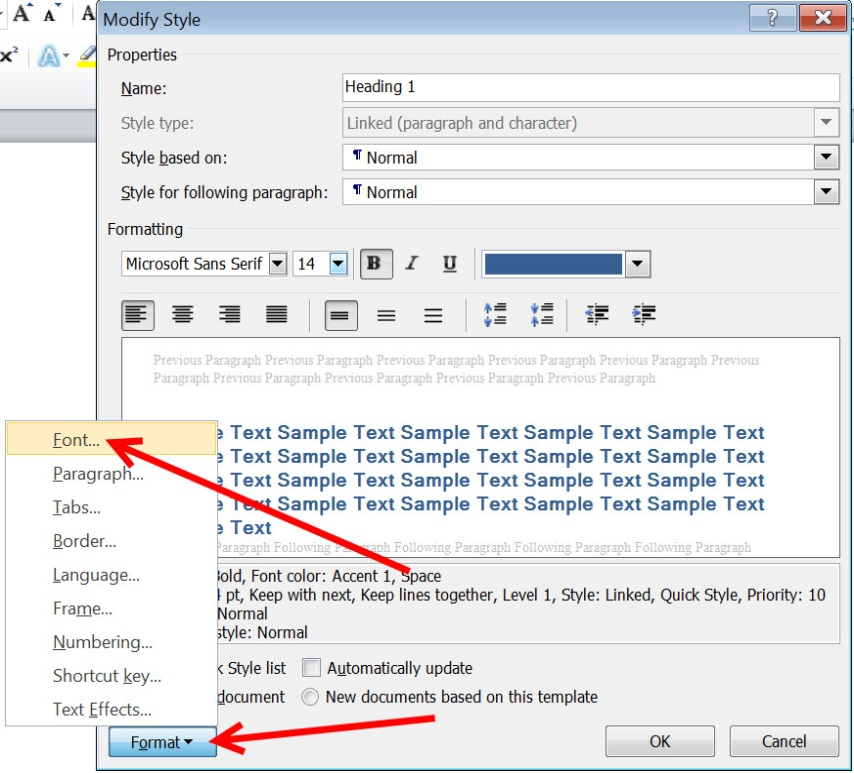 A A A
x²
Modify Style
Properties
Name: Heading 1
Style type: Linked (paragraph and character)
Style based on: ¶ Normal
Style for following paragraph: ¶ Normal
Formatting
Microsoft Sans Serif 14 B I U
Previous Paragraph Previous Paragraph Previous Paragraph Previous Paragraph Previous Paragraph Previous
Paragraph Previous Paragraph Previous Paragraph Previous Paragraph Previous Paragraph
Text Sample Text Sample Text Sample Text Sample Text
Text Sample Text Sample Text Sample Text Sample Text
Text Sample Text Sample Text Sample Text Sample Text
Text Sample Text Sample Text Sample Text Sample Text
Text
Paragraph Following Paragraph Following Paragraph Following Paragraph Following Paragraph
Bold, Font color: Accent 1, Space
pt, Keep with next, Keep lines together, Level 1, Style: Linked, Quick Style, Priority: 10
Normal
style: Normal
Style list Automatically update
document New documents based on this template
Font...
Paragraph...
Tabs...
Border...
Language...
Frame...
Numbering...
Shortcut key...
Text Effects...
Format OK Cancel